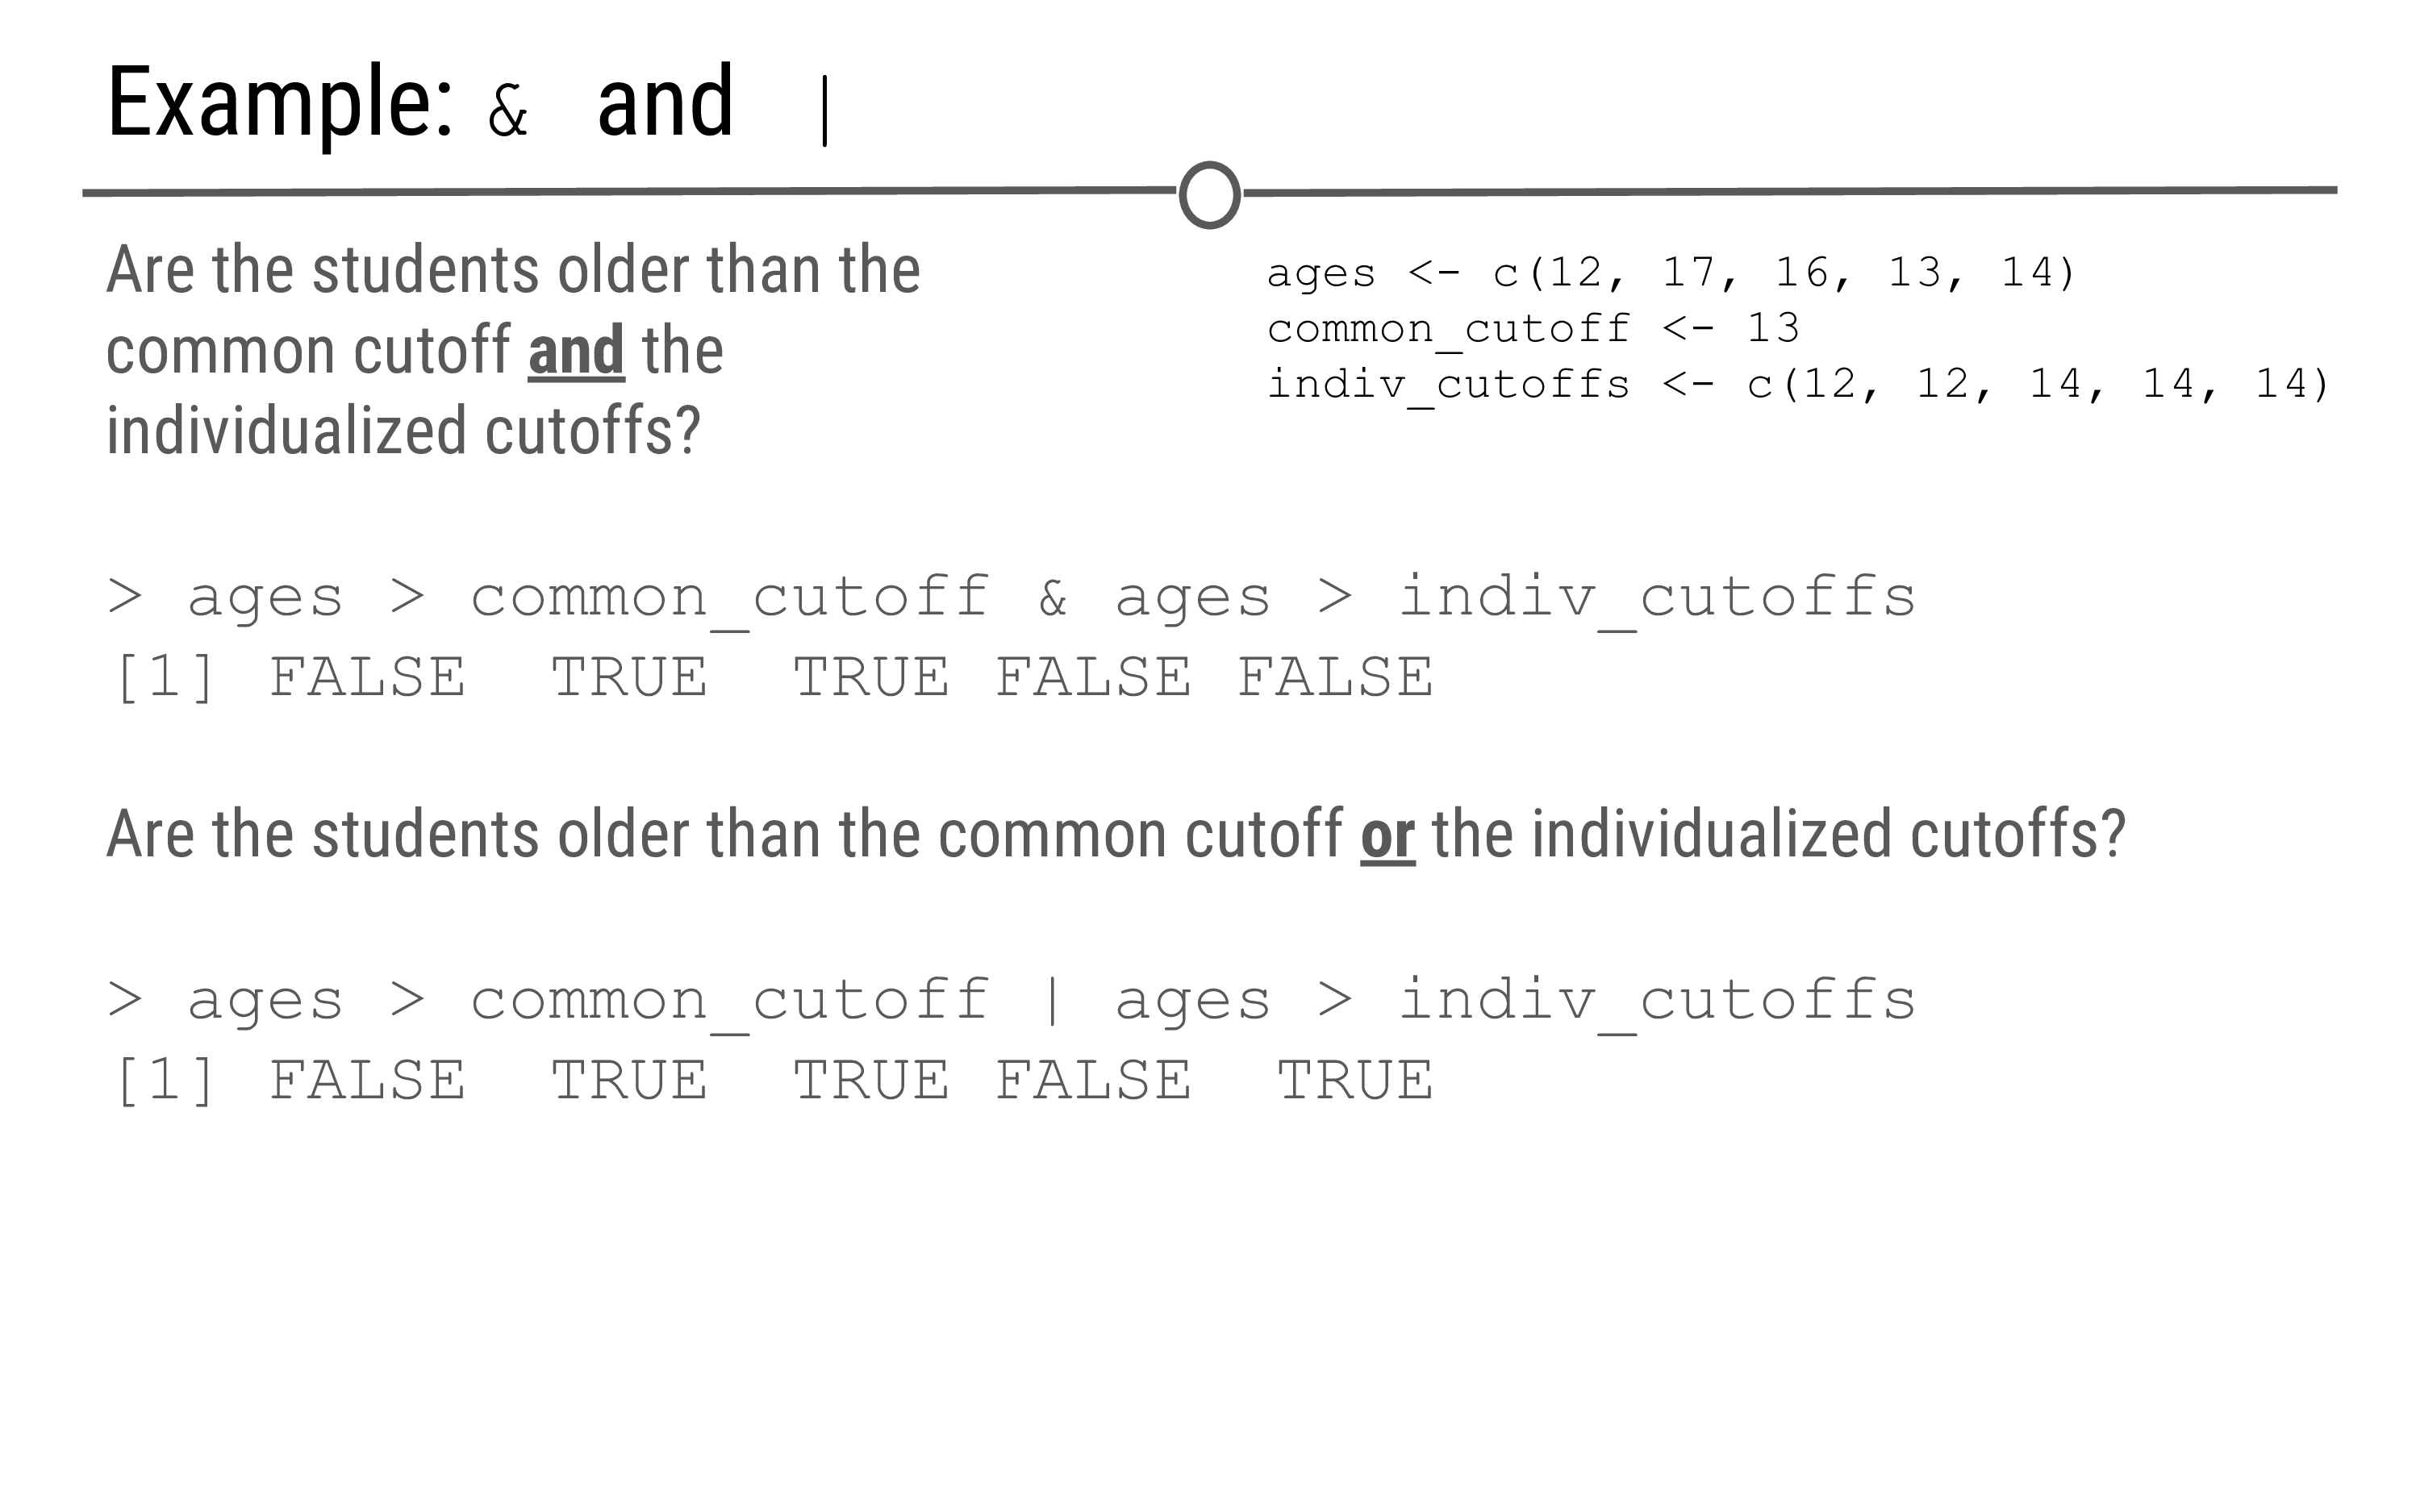 Example: & and |
Are the students older than the
common cutoff and the
individualized cutoffs?
ages <- c(12, 17, 16, 13, 14)
common_cutoff <- 13
indiv_cutoffs <- c(12, 12, 14, 14, 14)
> ages > common_cutoff & ages > indiv_cutoffs
[1] FALSE  TRUE  TRUE FALSE FALSE
Are the students older than the common cutoff or the individualized cutoffs?
> ages > common_cutoff | ages > indiv_cutoffs
[1] FALSE  TRUE  TRUE FALSE  TRUE